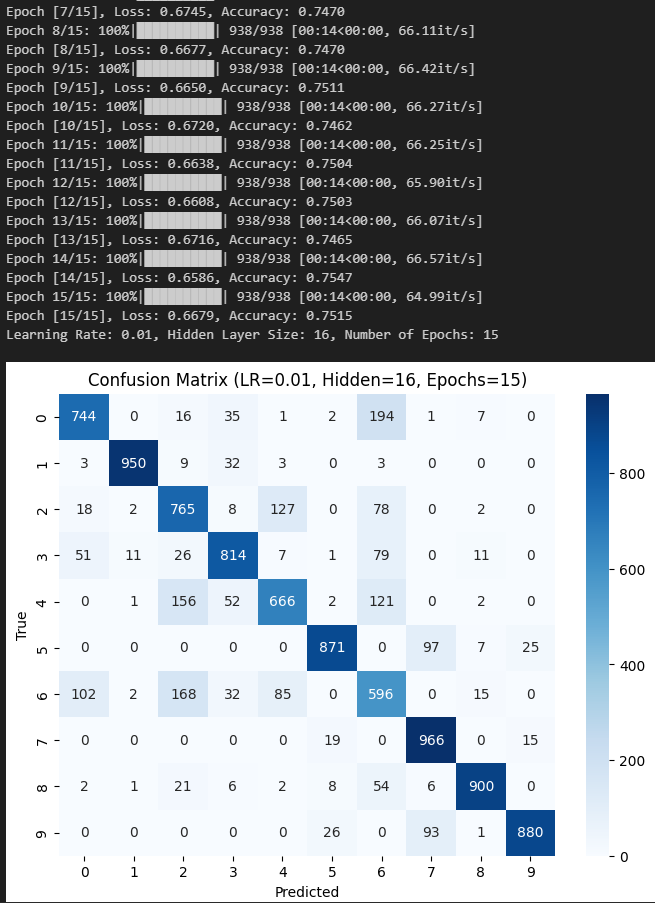 Epoch [7/15], Loss: 0.6745, Accuracy: 0.7470
Epoch 8/15: 100%|██████████| 938/938 [00:14<00:00, 66.11it/s]
Epoch [8/15], Loss: 0.6677, Accuracy: 0.7470
Epoch 9/15: 100%|██████████| 938/938 [00:14<00:00, 66.42it/s]
Epoch [9/15], Loss: 0.6650, Accuracy: 0.7511
Epoch 10/15: 100%|██████████| 938/938 [00:14<00:00, 66.27it/s]
Epoch [10/15], Loss: 0.6720, Accuracy: 0.7462
Epoch 11/15: 100%|██████████| 938/938 [00:14<00:00, 66.25it/s]
Epoch [11/15], Loss: 0.6638, Accuracy: 0.7504
Epoch 12/15: 100%|██████████| 938/938 [00:14<00:00, 65.90it/s]
Epoch [12/15], Loss: 0.6608, Accuracy: 0.7503
Epoch 13/15: 100%|██████████| 938/938 [00:14<00:00, 66.07it/s]
Epoch [13/15], Loss: 0.6716, Accuracy: 0.7465
Epoch 14/15: 100%|██████████| 938/938 [00:14<00:00, 66.57it/s]
Epoch [14/15], Loss: 0.6586, Accuracy: 0.7547
Epoch 15/15: 100%|██████████| 938/938 [00:14<00:00, 64.99it/s]
Epoch [15/15], Loss: 0.6679, Accuracy: 0.7515
Learning Rate: 0.01, Hidden Layer Size: 16, Number of Epochs: 15
Confusion Matrix (LR=0.01, Hidden=16, Epochs=15)
0 744 0 16 35 1 2 194 1 7 0
1 3 950 9 32 3 0 3 0 0 0
2 18 2 765 8 127 0 78 0 2 0
3 51 11 26 814 7 1 79 0 11 0
4 0 1 156 52 666 2 121 0 2 0
5 0 0 0 0 0 871 0 97 7 25
6 102 2 168 32 85 0 596 0 15 0
7 0 0 0 0 0 19 0 966 0 15
8 2 1 21 6 2 8 54 6 900 0
9 0 0 0 0 0 26 0 93 1 880
0 1 2 3 4 5 6 7 8 9
True
Predicted
800
600
400
200
0